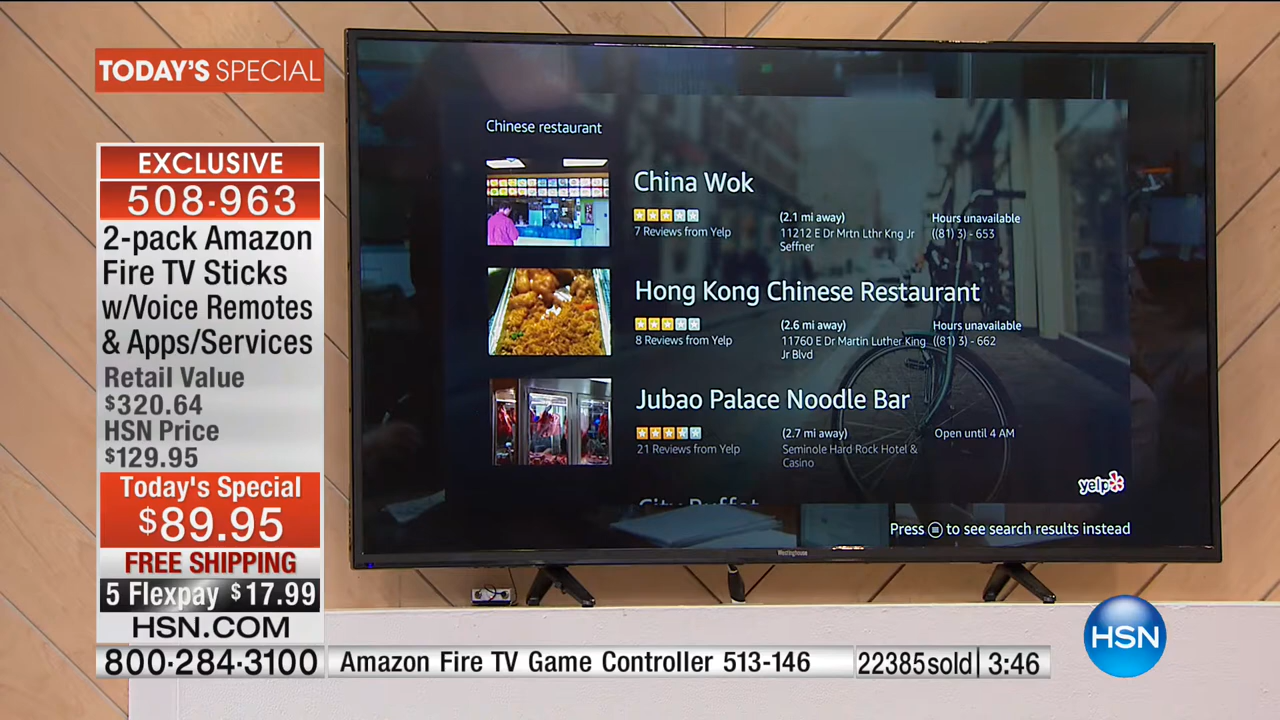 TODAY'S SPECIAL
EXCLUSIVE
508-963
2-pack Amazon
Fire TV Sticks
w/Voice Remotes
& Apps/Services
Retail Value
$320.64
HSN Price
$129.95
Today's Special
$89.95
FREE SHIPPING
5 Flexpay $17.99
HSN.COM
800-284-3100
Chinese restaurant
China Wok
7 Reviews from Yelp
(2.1 mi away)
11212 E Dr Mrtn Lthr Kng Jr
Seffner
Hours unavailable
((81) 3) - 653
Hong Kong Chinese Restaurant
8 Reviews from Yelp
(2.6 mi away)
11760 E Dr Martin Luther King
Jr Blvd
Hours unavailable
((81) 3) - 662
Jubao Palace Noodle Bar
21 Reviews from Yelp
(2.7 mi away)
Seminole Hard Rock Hotel &
Casino
Open until 4 AM
City Buffet
yelp
Press to see search results instead
Westinghouse
Amazon Fire TV Game Controller 513-146
22385sold 3:46
HSN